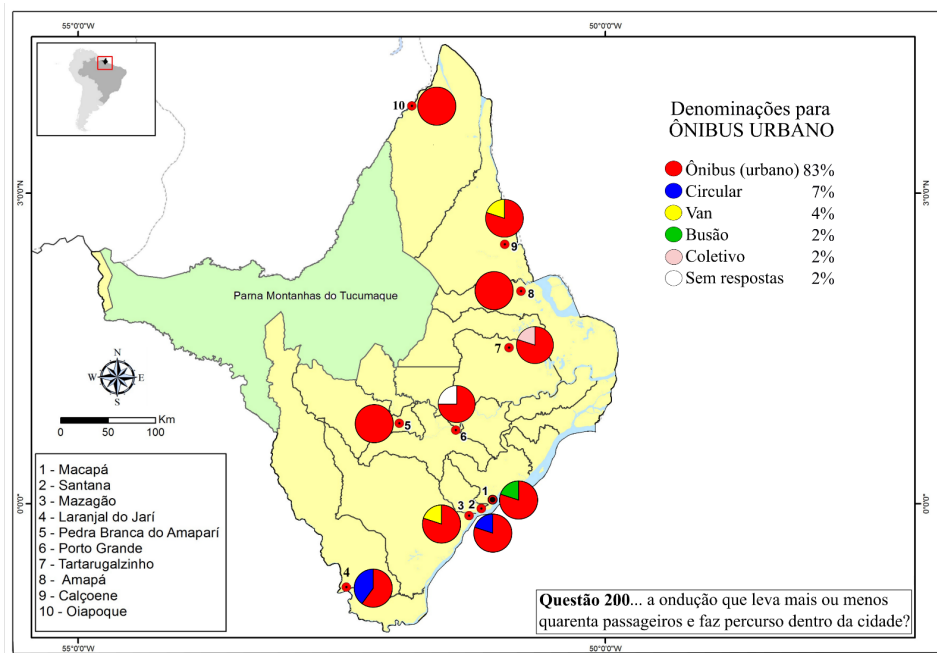 55°0'0"W
50°0'0"W
Denominações para
ÔNIBUS URBANO
Ônibus (urbano) 83%
Circular 7%
Van 4%
Busão 2%
Coletivo 2%
Sem respostas 2%
3°0'0"N
3°0'0"N
10
9
8
7
Parna Montanhas do Tucumaque
N
W E
S
Km
0 50 100
5
6
1
2
3
4
0°0'0"
0°0'0"
1 - Macapá
2 - Santana
3 - Mazagão
4 - Laranjal do Jarí
5 - Pedra Branca do Amaparí
6 - Porto Grande
7 - Tartarugalzinho
8 - Amapá
9 - Calçoene
10 - Oiapoque
Questão 200... a ondução que leva mais ou menos
quarenta passageiros e faz percurso dentro da cidade?
55°0'0"W
50°0'0"W